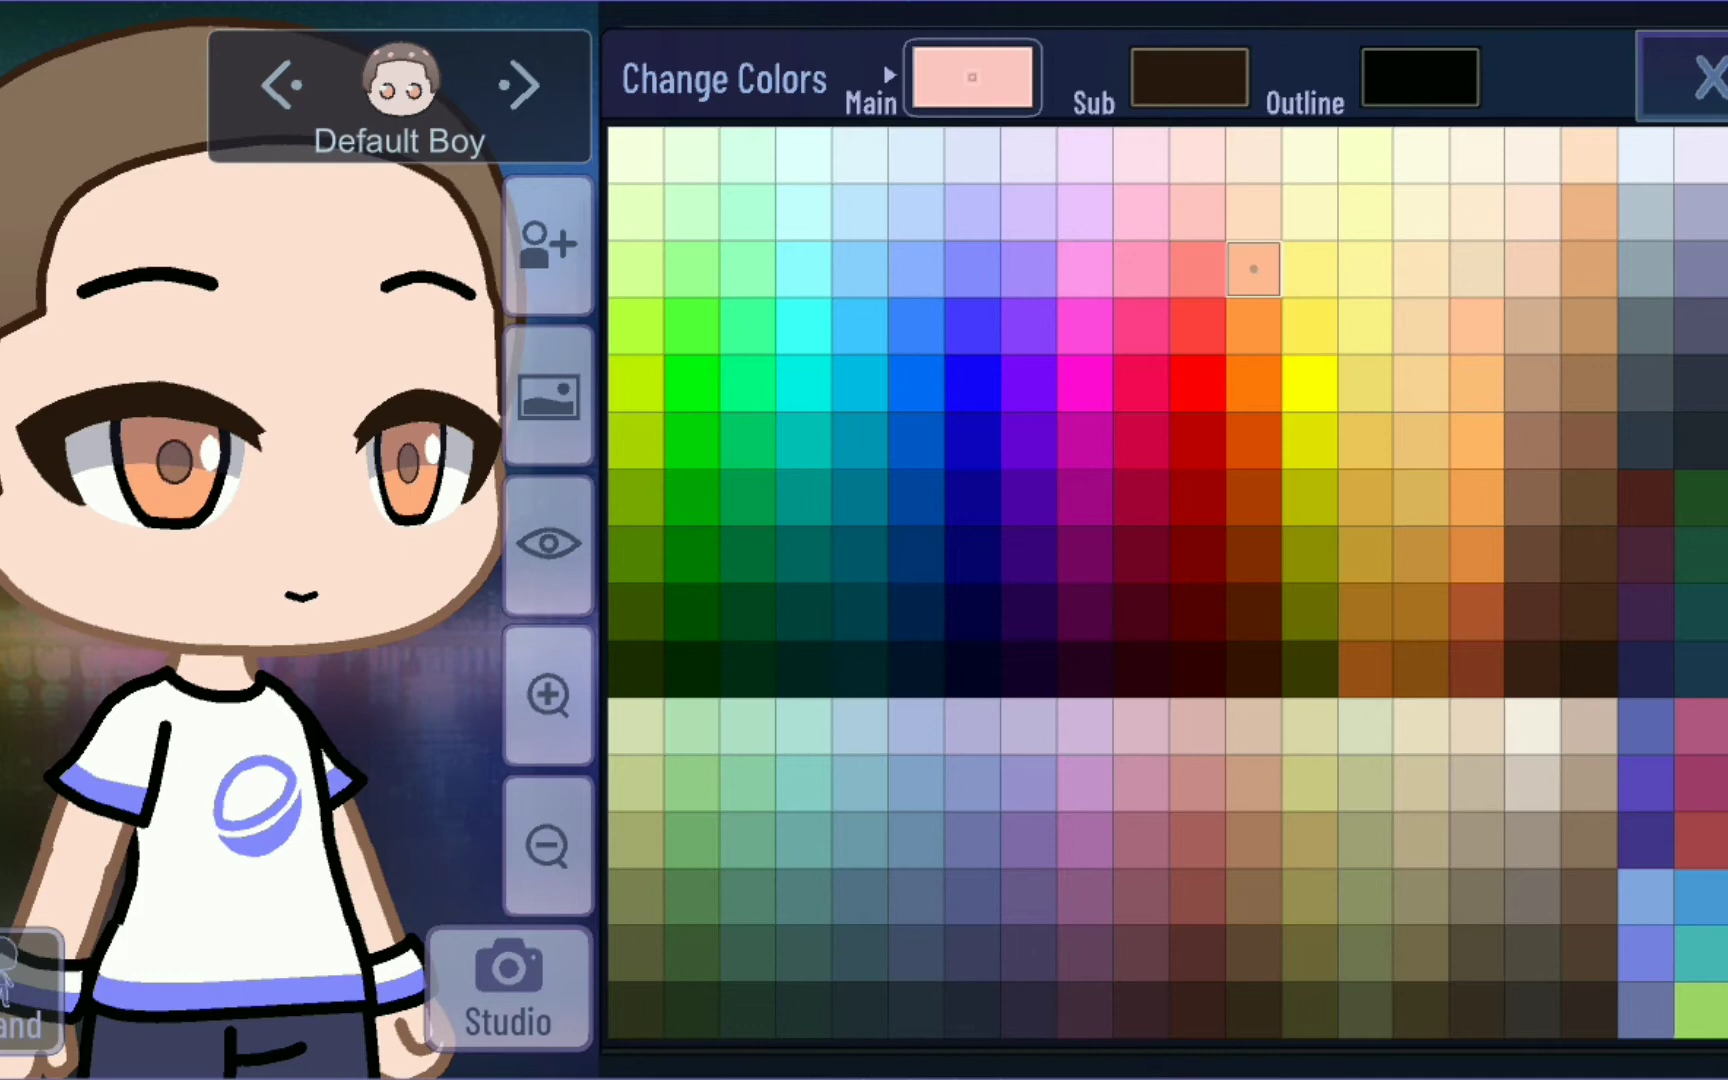 Default Boy
Change Colors
Main
Sub
Outline
X
Studio
and